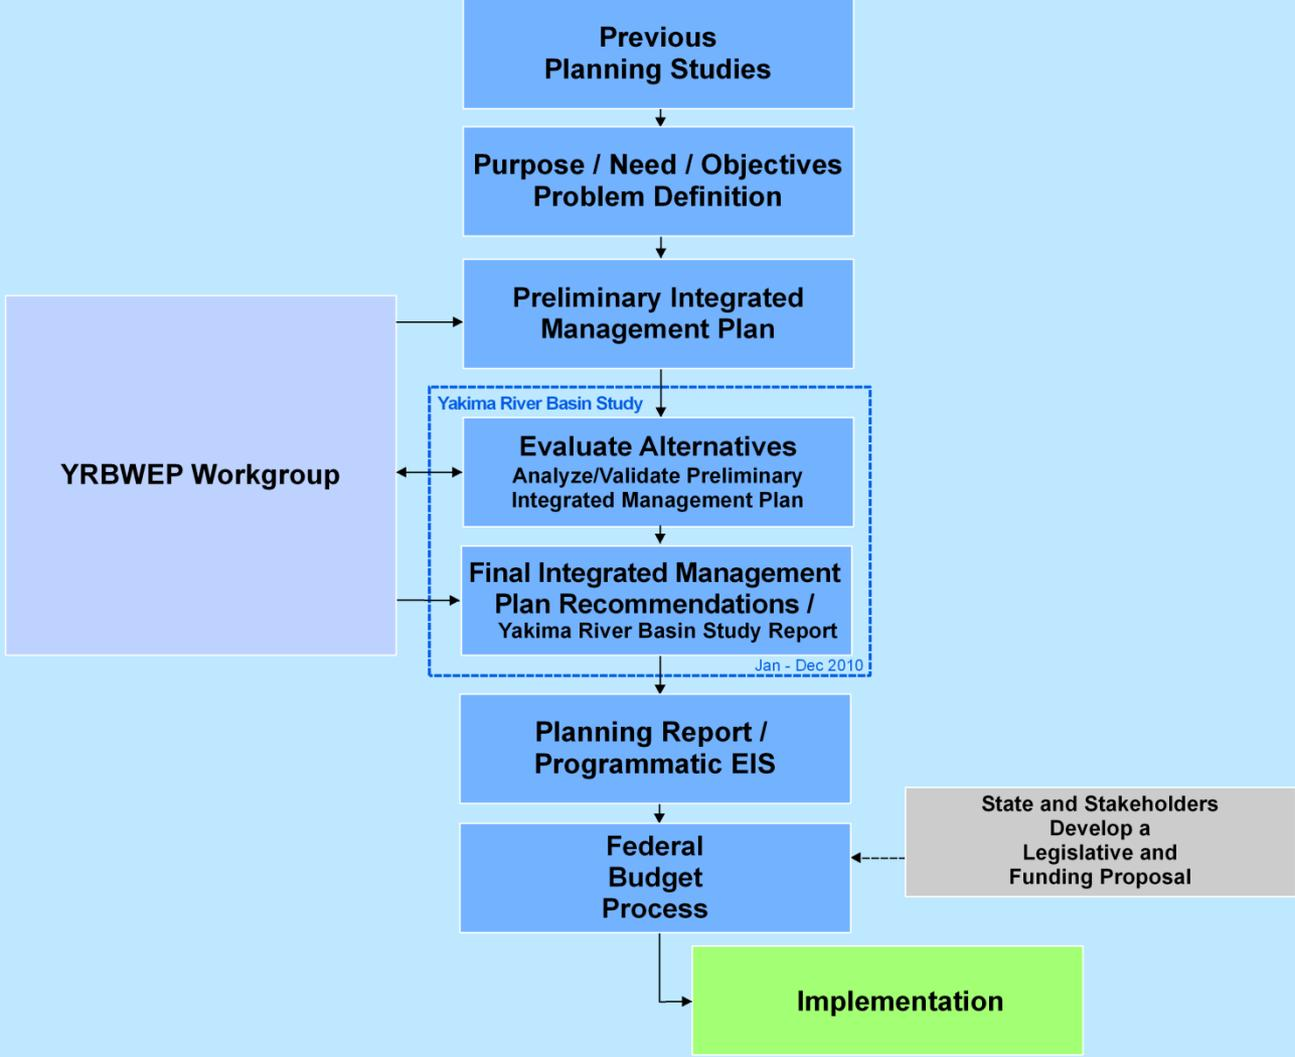 Previous
Planning Studies
Purpose / Need / Objectives
Problem Definition
Preliminary Integrated
Management Plan
YRBWEP Workgroup
Yakima River Basin Study
Evaluate Alternatives
Analyze/Validate Preliminary
Integrated Management Plan
Final Integrated Management
Plan Recommendations /
Yakima River Basin Study Report
Jan - Dec 2010
Planning Report /
Programmatic EIS
Federal
Budget
Process
State and Stakeholders
Develop a
Legislative and
Funding Proposal
Implementation